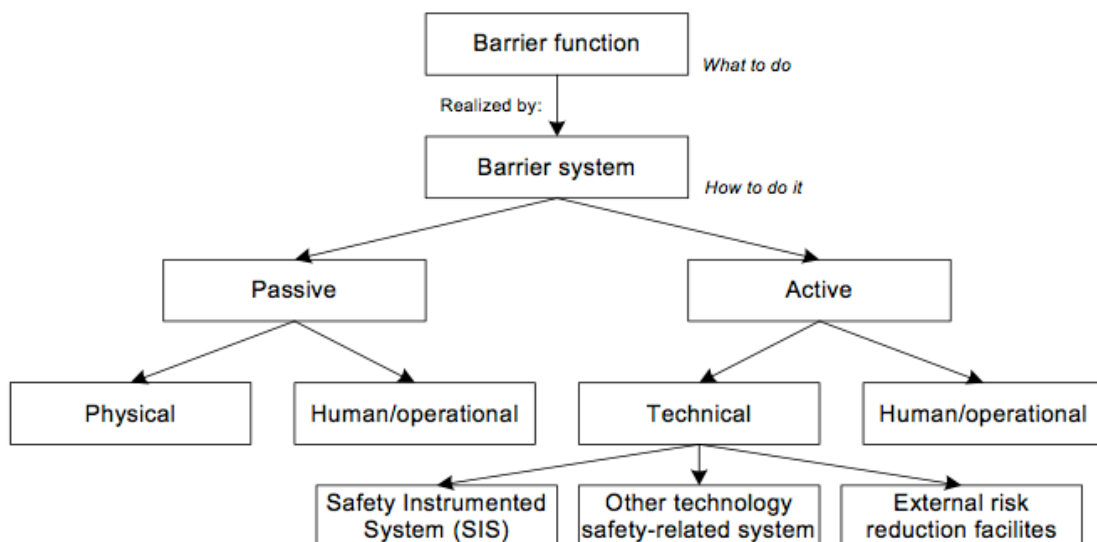 Barrier function
What to do
Realized by:
Barrier system
How to do it
Passive
Active
Physical
Human/operational
Technical
Human/operational
Safety Instrumented
System (SIS)
Other technology
safety-related system
External risk
reduction facilites